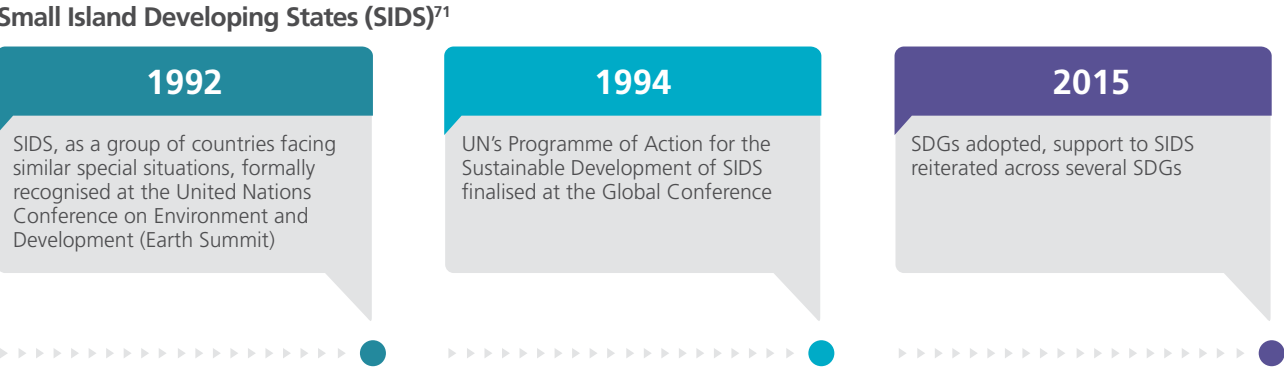 Small Island Developing States (SIDS)71
1992
SIDS, as a group of countries facing
similar special situations, formally
recognised at the United Nations
Conference on Environment and
Development (Earth Summit)
1994
UN's Programme of Action for the
Sustainable Development of SIDS
finalised at the Global Conference
2015
SDGs adopted, support to SIDS
reiterated across several SDGs